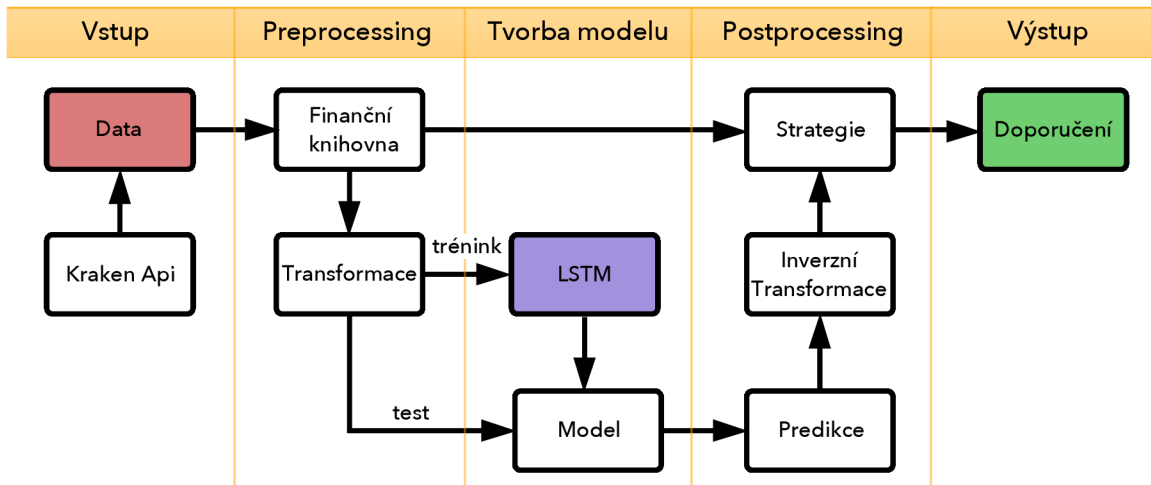 Vstup
Preprocessing
Tvorba modelu
Postprocessing
Výstup
Data
Finanční
knihovna
Strategie
Doporučení
Kraken Api
Transformace
trénink
LSTM
Inverzní
Transformace
test
Model
Predikce